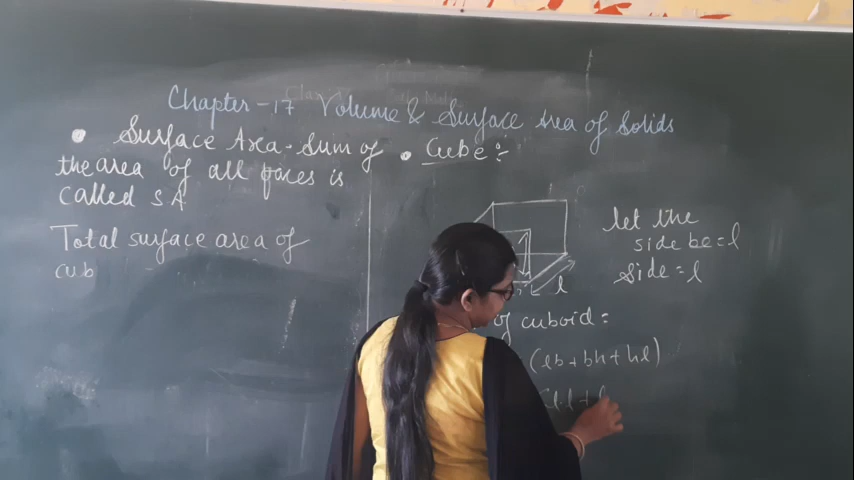 Chapter-17 Volume & Surface Area of Solids
• Surface Area - Sum of
the area of all faces is
called SA
Total surface area of
cub
• Cube :-
let the
side be = l
side = l
l
of cuboid =
(lb + bh + hl)
l.l + l